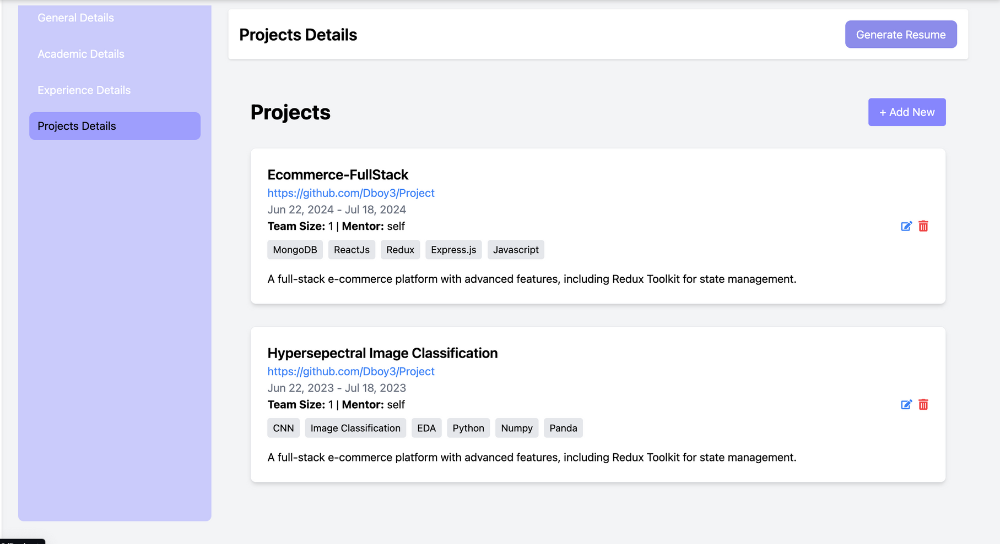 General Details
Academic Details
Experience Details
Projects Details
Projects Details
Generate Resume
Projects
+ Add New
Ecommerce-FullStack
https://github.com/Dboy3/Project
Jun 22, 2024 - Jul 18, 2024
Team Size: 1 | Mentor: self
MongoDB ReactJs Redux Express.js Javascript
A full-stack e-commerce platform with advanced features, including Redux Toolkit for state management.
Hypersepectral Image Classification
https://github.com/Dboy3/Project
Jun 22, 2023 - Jul 18, 2023
Team Size: 1 | Mentor: self
CNN Image Classification EDA Python Numpy Panda
A full-stack e-commerce platform with advanced features, including Redux Toolkit for state management.